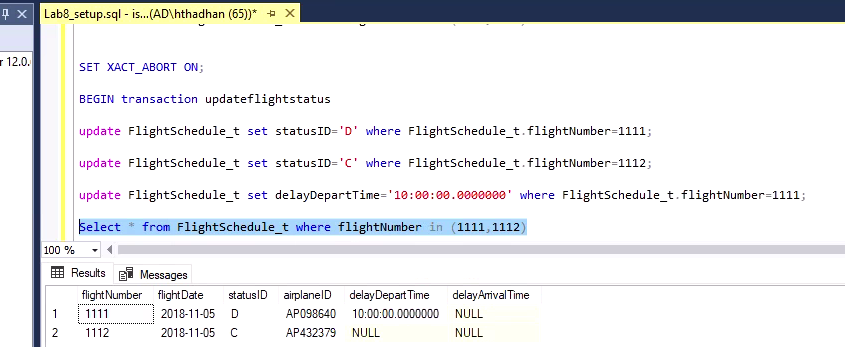 Lab8_setup.sql - is...(AD\hthadhan (65))*
r 12.0.
SET XACT_ABORT ON;
BEGIN transaction updateflightstatus
update FlightSchedule_t set statusID='D' where FlightSchedule_t.flightNumber=1111;
update FlightSchedule_t set statusID='C' where FlightSchedule_t.flightNumber=1112;
update FlightSchedule_t set delayDepartTime='10:00:00.0000000' where FlightSchedule_t.flightNumber=1111;
Select * from FlightSchedule_t where flightNumber in (1111,1112)
100 %
Results Messages
flightNumber flightDate statusID airplaneID delayDepartTime delayArrivalTime
1 1111 2018-11-05 D AP098640 10:00:00.0000000 NULL
2 1112 2018-11-05 C AP432379 NULL NULL